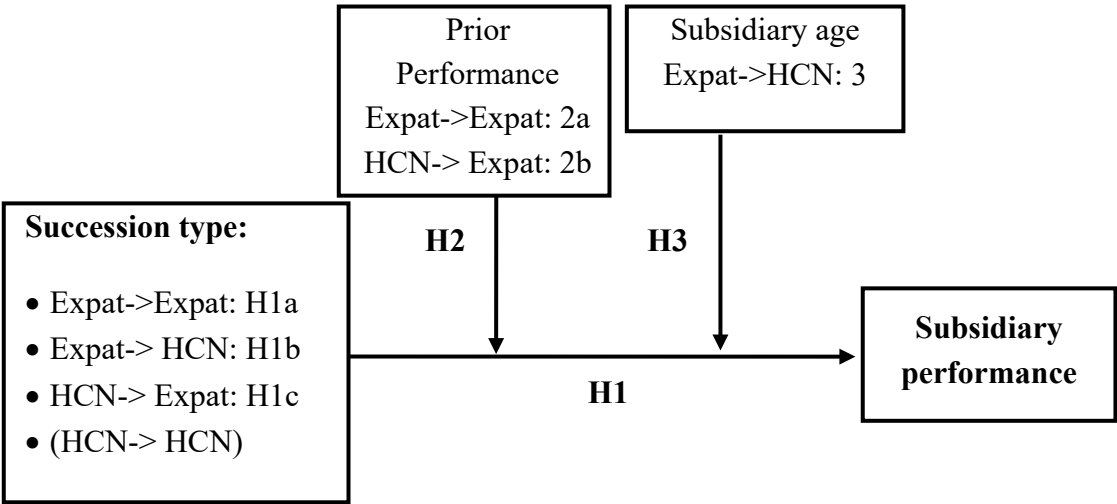 Prior
Performance
Expat->Expat: 2a
HCN-> Expat: 2b
Subsidiary age
Expat->HCN: 3
Succession type:
• Expat->Expat: H1a
• Expat-> HCN: H1b
• HCN-> Expat: H1c
• (HCN-> HCN)
H2
H3
H1
Subsidiary
performance